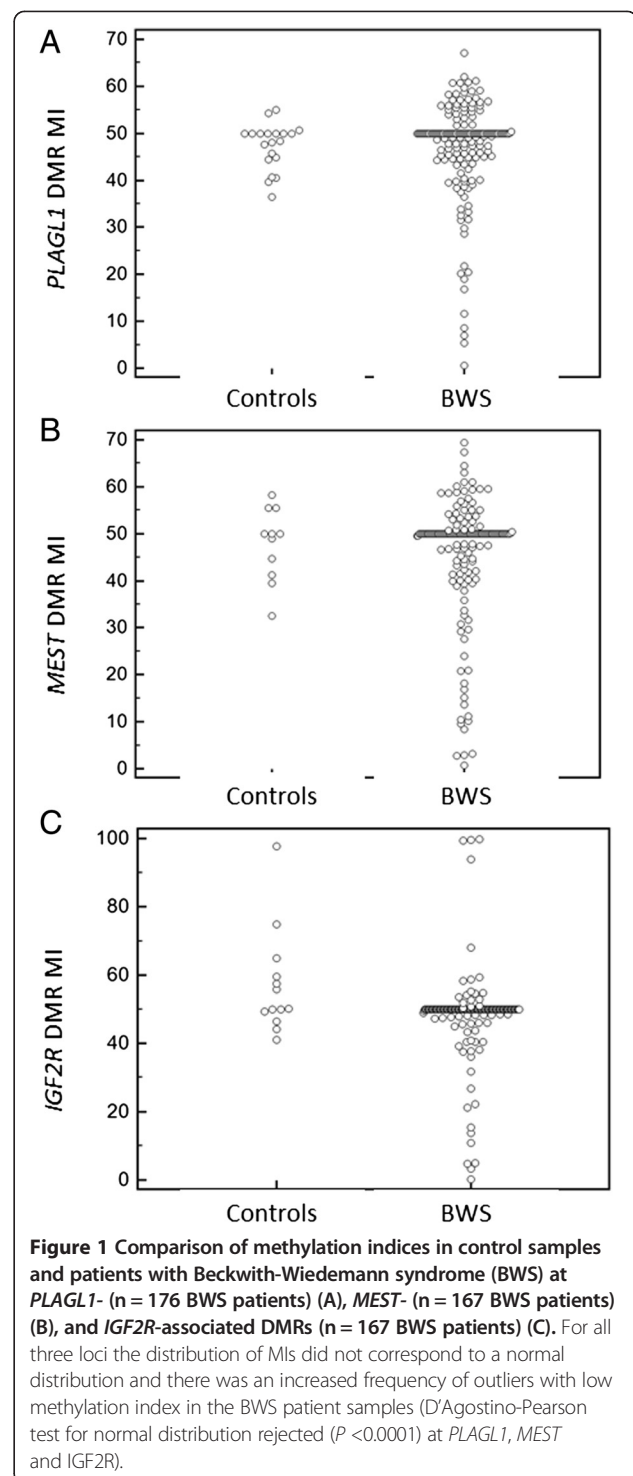 A
70
60
50
40
30
20
10
0
PLAGL1 DMR MI
Controls BWS
B
70
60
50
40
30
20
10
0
MEST DMR MI
Controls BWS
C
100
80
60
40
20
0
IGF2R DMR MI
Controls BWS
Figure 1 Comparison of methylation indices in control samples
and patients with Beckwith-Wiedemann syndrome (BWS) at
PLAGL1- (n = 176 BWS patients) (A), MEST- (n = 167 BWS patients)
(B), and IGF2R-associated DMRs (n = 167 BWS patients) (C). For all
three loci the distribution of MIs did not correspond to a normal
distribution and there was an increased frequency of outliers with low
methylation index in the BWS patient samples (D'Agostino-Pearson
test for normal distribution rejected (P <0.0001) at PLAGL1, MEST
and IGF2R).